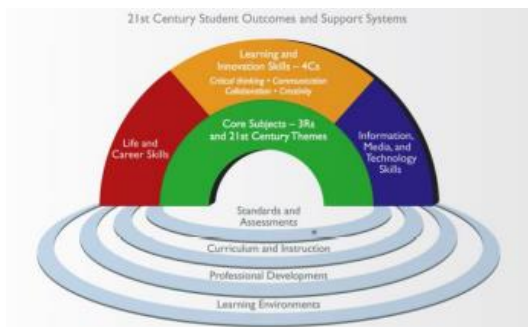 21st Century Student Outcomes and Support Systems
Learning and
Innovation Skills – 4Cs
Critical thinking • Communication
Collaboration • Creativity
Core Subjects – 3Rs
and 21st Century Themes
Life and
Career Skills
Information,
Media, and
Technology
Skills
Standards and
Assessments
Curriculum and Instruction
Professional Development
Learning Environments